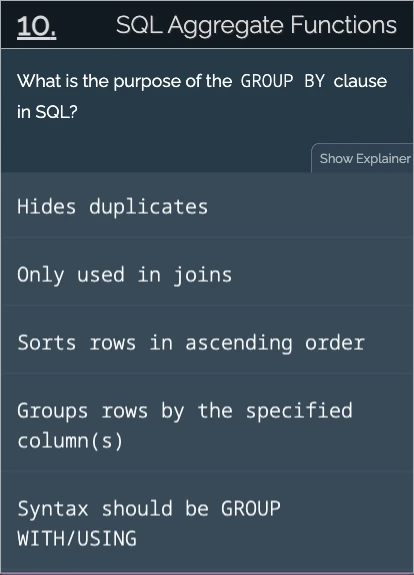 10. SQL Aggregate Functions
What is the purpose of the GROUP BY clause
in SQL?
Show Explainer
Hides duplicates
Only used in joins
Sorts rows in ascending order
Groups rows by the specified
column(s)
Syntax should be GROUP
WITH/USING